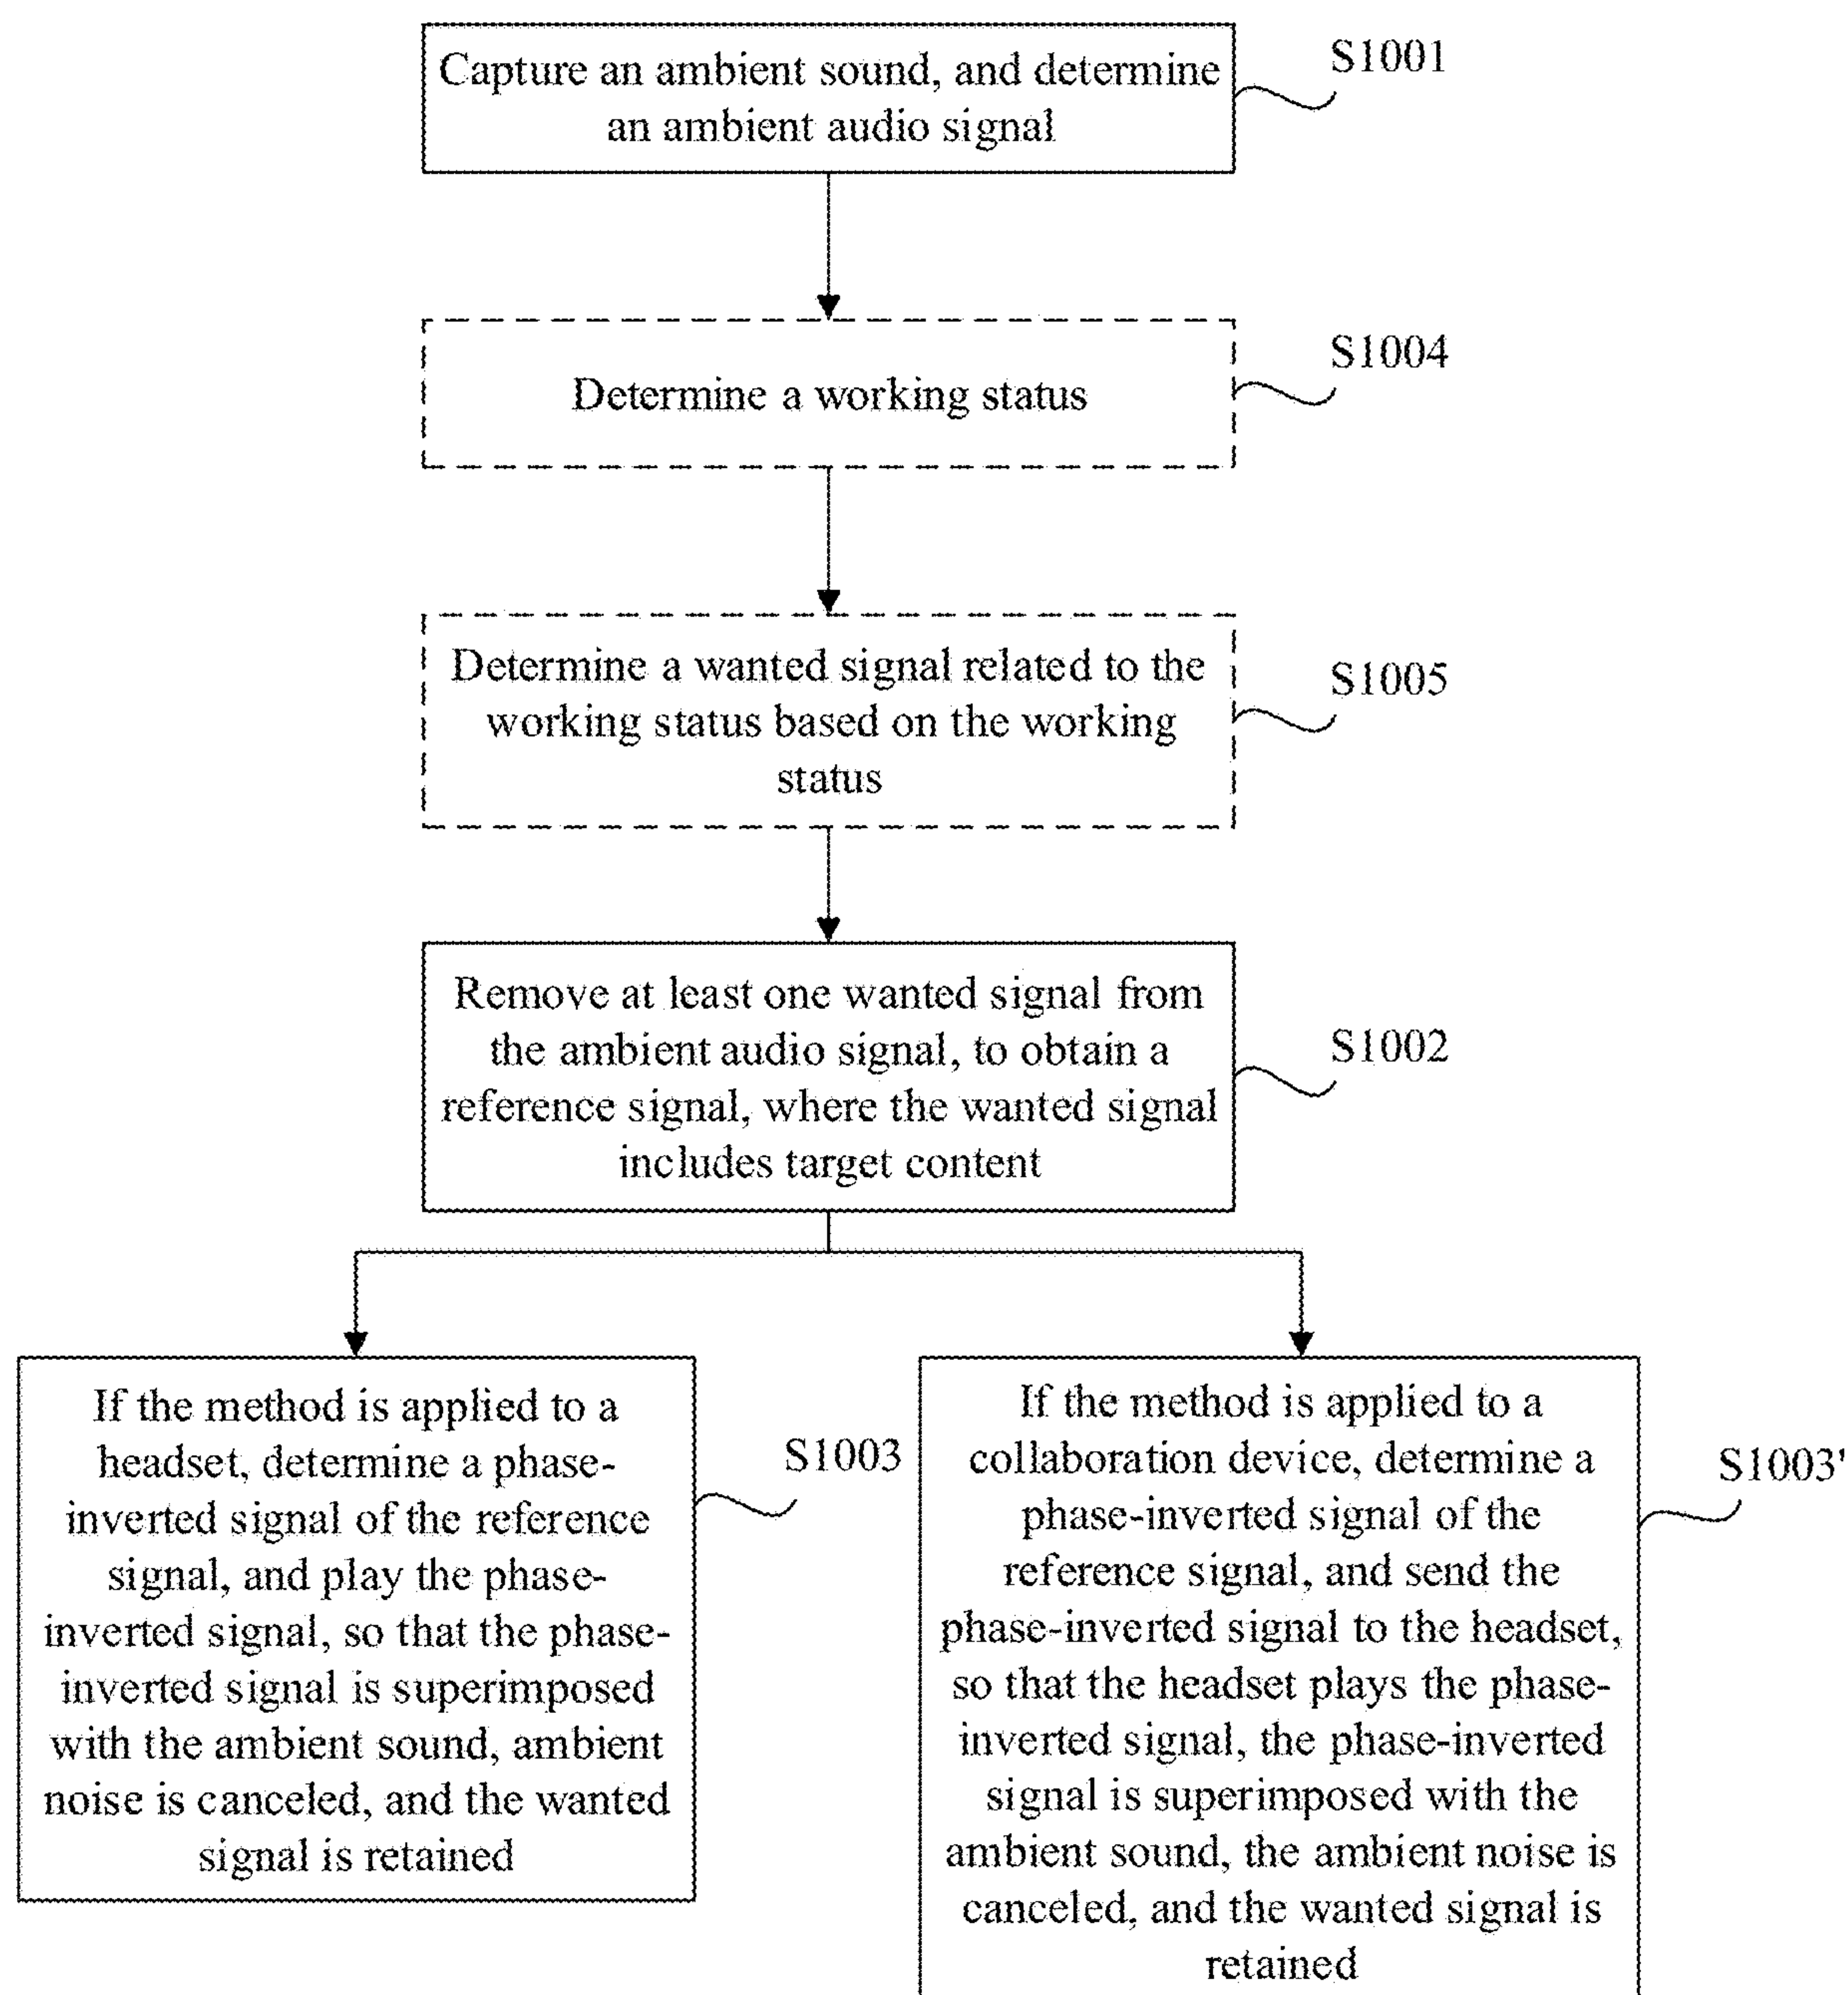 Capture an ambient sound, and determine
an ambient audio signal
S1001
Determine a working status
S1004
Determine a wanted signal related to the
working status based on the working
status
S1005
Remove at least one wanted signal from
the ambient audio signal, to obtain a
reference signal, where the wanted signal
includes target content
S1002
If the method is applied to a
headset, determine a phase-
inverted signal of the reference
signal, and play the phase-
inverted signal, so that the phase-
inverted signal is superimposed
with the ambient sound, ambient
noise is canceled, and the wanted
signal is retained
S1003
If the method is applied to a
collaboration device, determine a
phase-inverted signal of the
reference signal, and send the
phase-inverted signal to the headset,
so that the headset plays the phase-
inverted signal, the phase-inverted
signal is superimposed with the
ambient sound, the ambient noise is
canceled, and the wanted signal is
retained
S1003'